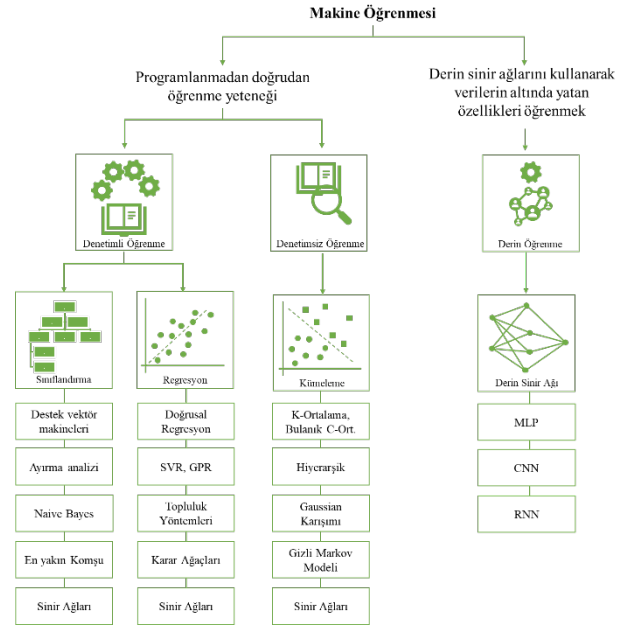 Makine Öğrenmesi
Programlanmadan doğrudan
öğrenme yeteneği
Derin sinir ağlarını kullanarak
verilerin altında yatan
özellikleri öğrenmek
Denetimli Öğrenme
Denetimsiz Öğrenme
Derin Öğrenme
Sınıflandırma
Regresyon
Kümeleme
Derin Sinir Ağı
Destek vektör
makineleri
Doğrusal
Regresyon
K-Ortalama,
Bulanık C-Ort.
MLP
Ayırma analizi
SVR, GPR
Hiyerarşik
CNN
Naive Bayes
Topluluk
Yöntemleri
Gaussian
Karışımı
RNN
En yakın Komşu
Karar Ağaçları
Gizli Markov
Modeli
Sinir Ağları
Sinir Ağları
Sinir Ağları